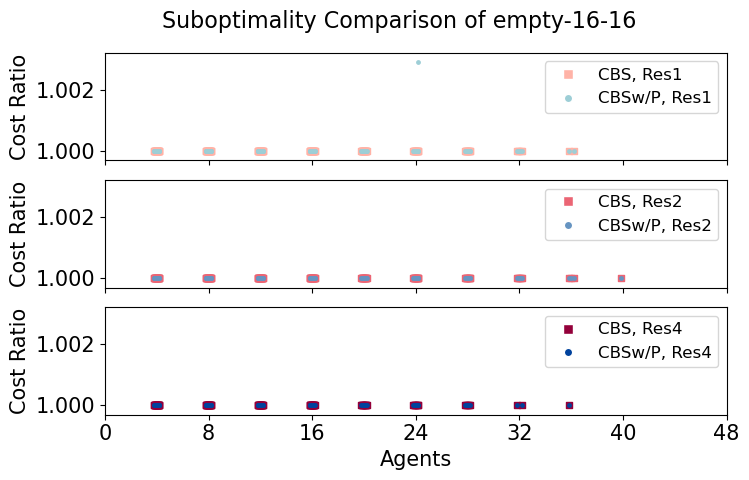 Suboptimality Comparison of empty-16-16
Cost Ratio
1.002
1.000
CBS, Res1
CBSw/P, Res1
Cost Ratio
1.002
1.000
CBS, Res2
CBSw/P, Res2
Cost Ratio
1.002
1.000
CBS, Res4
CBSw/P, Res4
0 8 16 24 32 40 48
Agents